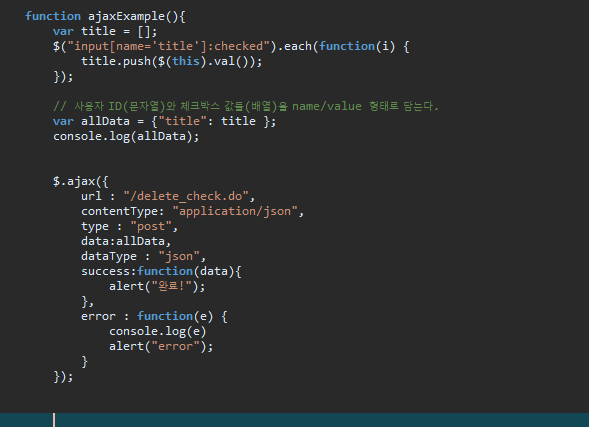 function ajaxExample(){
var title = [];
$("input[name='title']:checked").each(function(i) {
title.push($(this).val());
});
// 사용자 ID(문자열)와 체크박스 값들(배열)을 name/value 형태로 담는다.
var allData = {"title": title };
console.log(allData);
$.ajax({
url : "/delete_check.do",
contentType: "application/json",
type : "post",
data:allData,
dataType : "json",
success:function(data){
alert("완료!");
},
error : function(e) {
console.log(e)
alert("error");
}
});